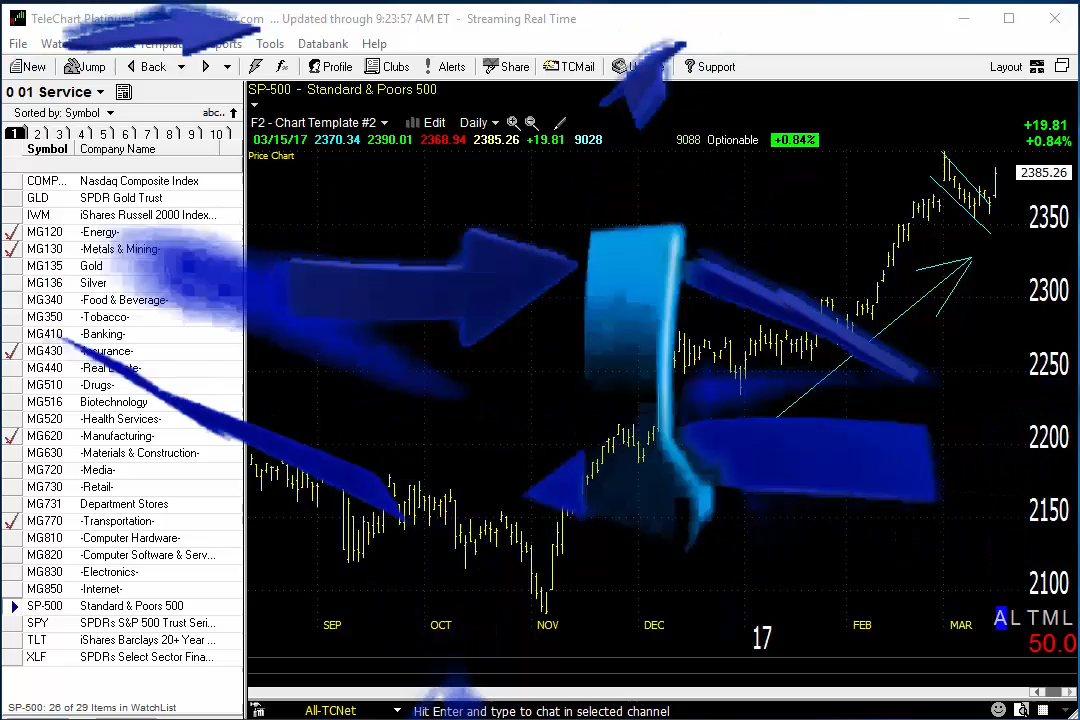 TeleChart ... Updated through 9:23:57 AM ET - Streaming Real Time
File Tools Databank Help
New Jump Back Profile Clubs Alerts Share TCMail Support Layout
0 01 Service
Sorted by: Symbol abc..
1 2 3 4 5 6 7 8 9 10
Symbol Company Name
COMP... Nasdaq Composite Index
GLD SPDR Gold Trust
IWM iShares Russell 2000 Index...
MG120 -Energy-
MG130 -Metals & Mining-
MG135 Gold
MG136 Silver
MG340 -Food & Beverage-
MG350 -Tobacco-
MG410 -Banking-
MG430 -Insurance-
MG440 -Real Estate-
MG510 -Drugs-
MG516 Biotechnology
MG520 -Health Services-
MG620 -Manufacturing-
MG630 -Materials & Construction-
MG720 -Media-
MG730 -Retail-
MG731 Department Stores
MG770 -Transportation-
MG810 -Computer Hardware-
MG820 -Computer Software & Serv...
MG830 -Electronics-
MG850 -Internet-
SP-500 Standard & Poors 500
SPY SPDRs S&P 500 Trust Seri...
TLT iShares Barclays 20+ Year ...
XLF SPDRs Select Sector Fina...
SP-500: 26 of 29 Items in WatchList
SP-500 - Standard & Poors 500
F2 - Chart Template #2 Edit Daily
03/15/17 2370.34 2390.01 2368.94 2385.26 +19.81 9028 9088 Optionable +0.84%
Price Chart
+19.81
+0.84%
2385.26
2350
2300
2250
2200
2150
2100
SEP OCT NOV DEC 17 FEB MAR
A L T M L
50.0
All-TCNet Hit Enter and type to chat in selected channel